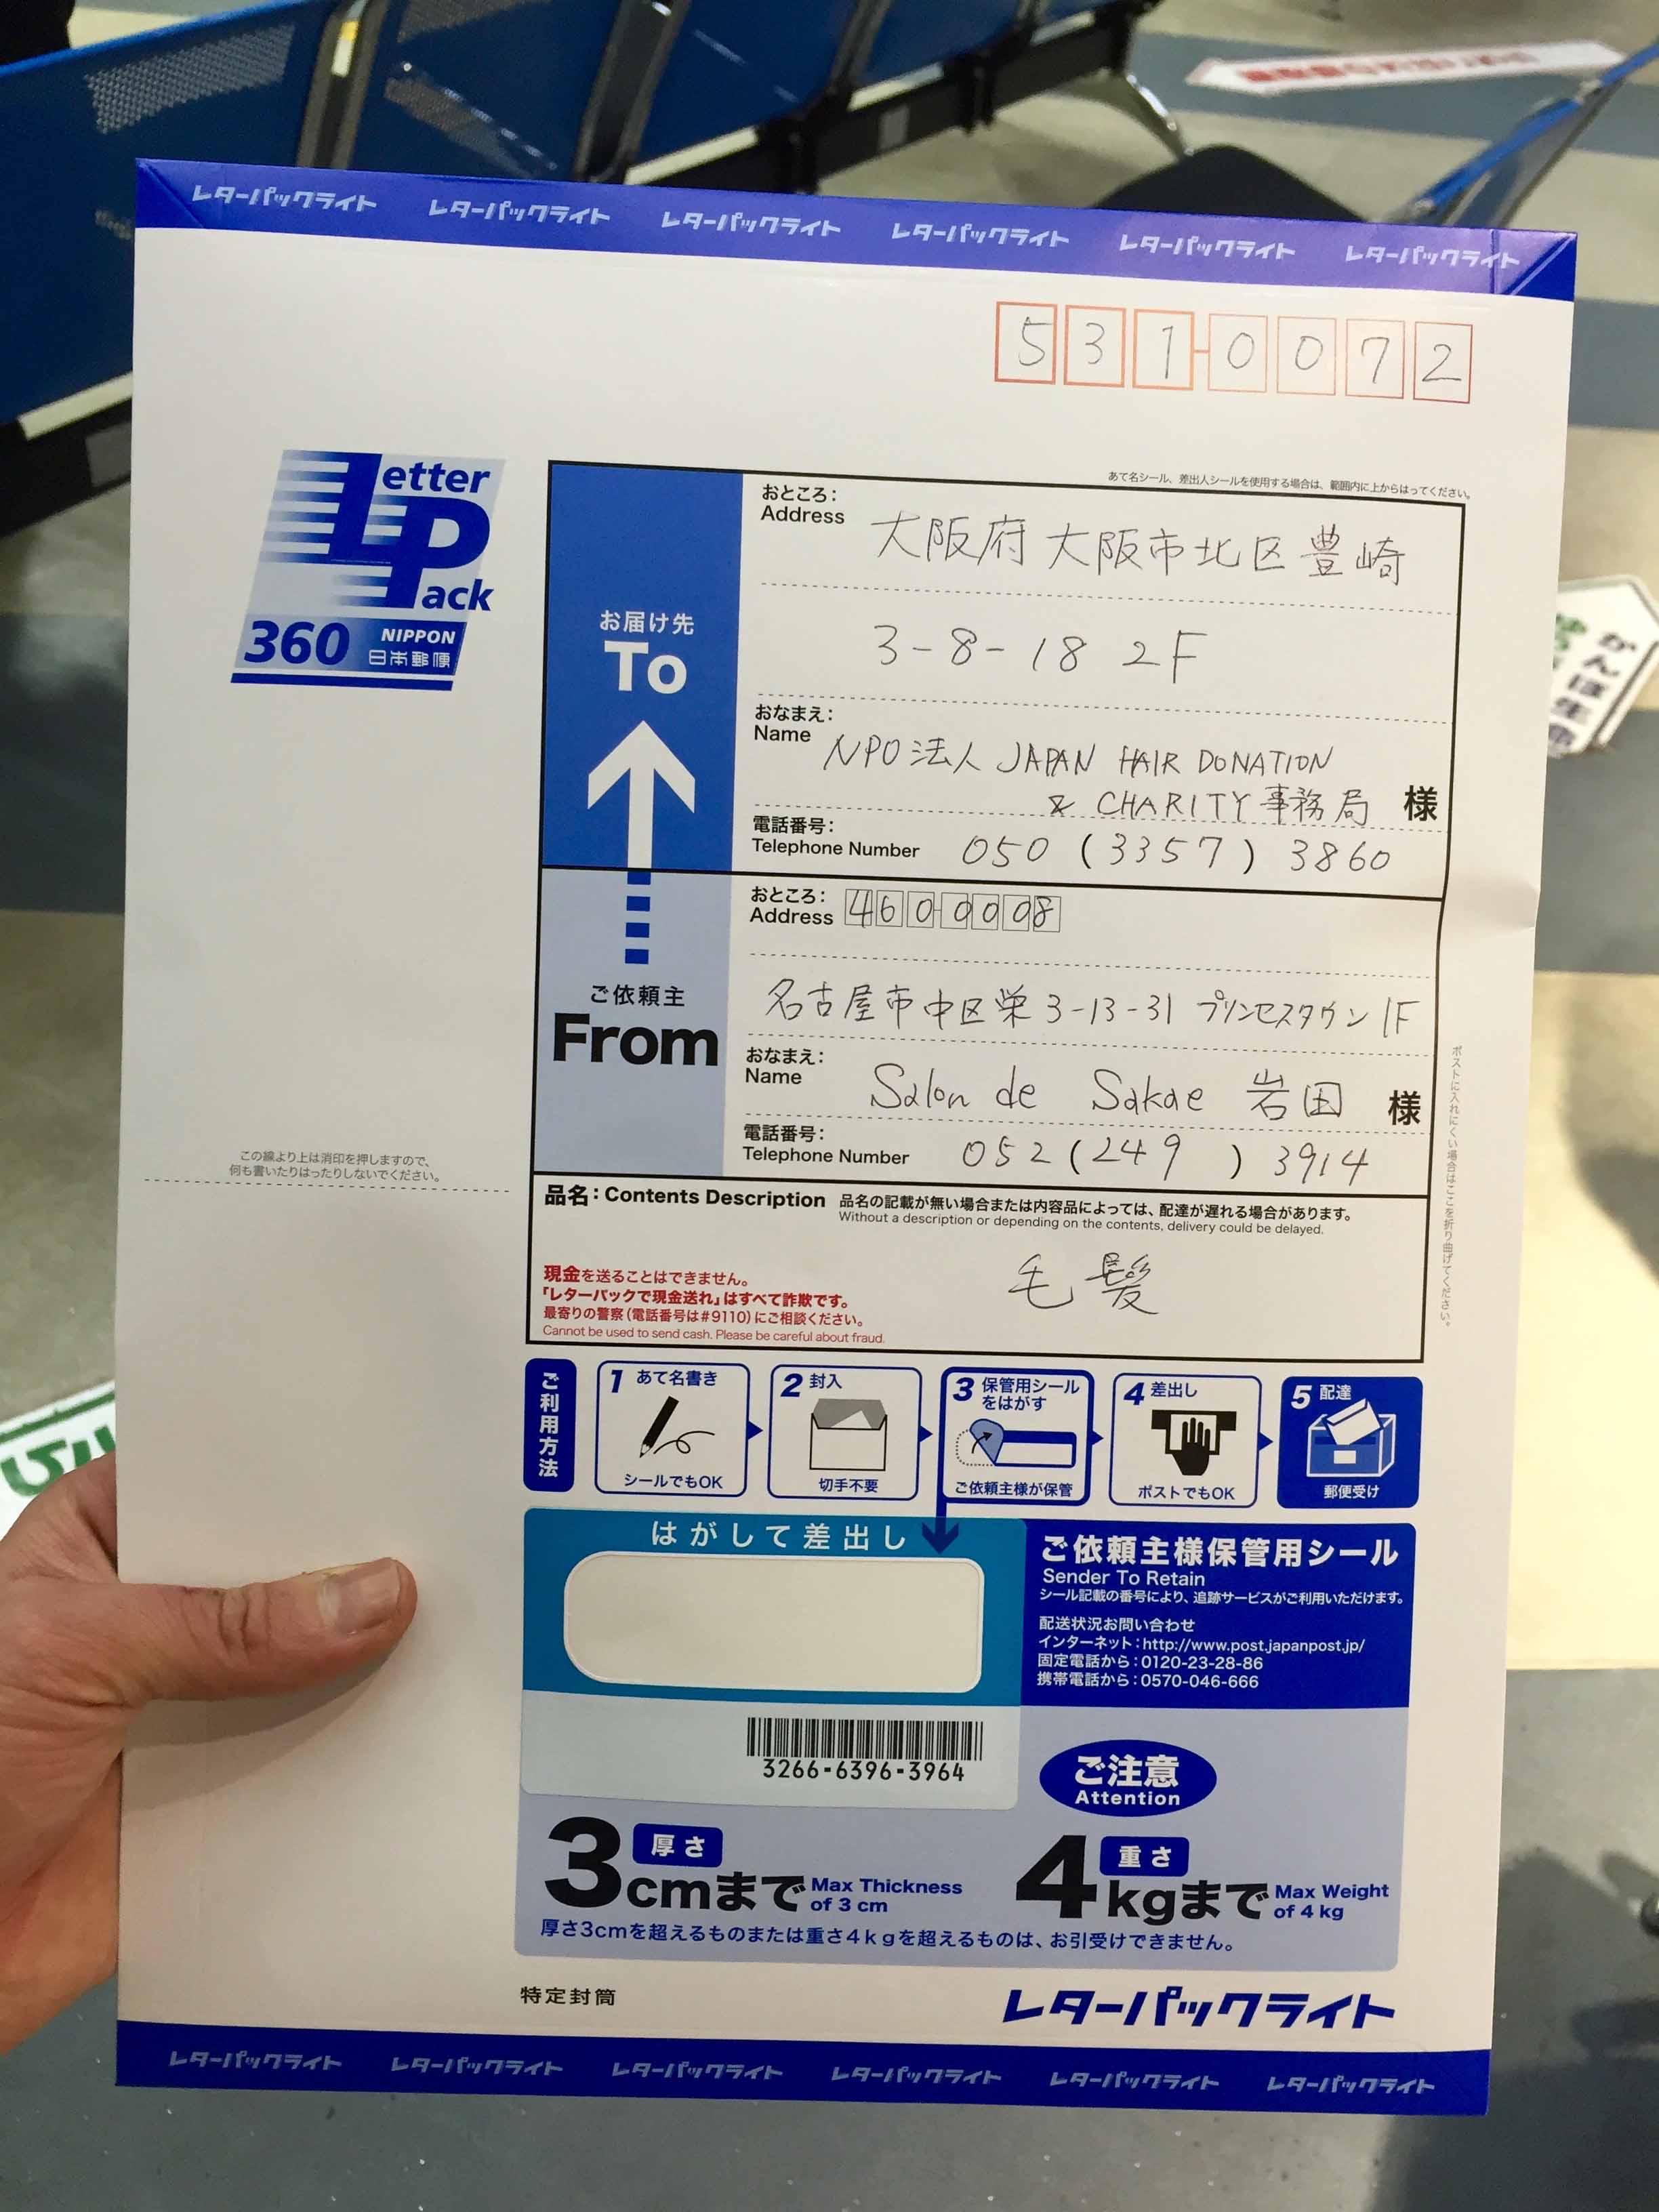 レターパックライト レターパックライト レターパックライト レターパックライト レターパックライト レターパックライト
531-0072
Letter
Pack
360 NIPPON
日本郵便
あて名シール、差出人シールを使用する場合は、範囲内に上からはってください。
お届け先
To
おところ:
Address
大阪府大阪市北区豊崎
3-8-18 2F
おなまえ:
Name
NPO法人 JAPAN HAIR DONATION
& CHARITY事務局 様
電話番号:
Telephone Number 050 (3357) 3860
ご依頼主
From
おところ:
Address 4600008
名古屋市中区栄3-13-31 プリンセスタウン1F
おなまえ:
Name
Salon de Sakae 岩田 様
電話番号:
Telephone Number 052 (249 ) 3914
ポストに入れにくい場合はここを折り曲げてください。
この線より上は消印を押しますので、
何も書いたりはったりしないでください。
品名:Contents Description 品名の記載が無い場合または内容品によっては、配達が遅れる場合があります。
Without a description or depending on the contents, delivery could be delayed.
毛髪
現金を送ることはできません。
「レターパックで現金送れ」はすべて詐欺です。
最寄りの警察(電話番号は#9110)にご相談ください。
Cannot be used to send cash. Please be careful about fraud.
ご利用方法
1 あて名書き
シールでもOK
2 封入
切手不要
3 保管用シール
をはがす
ご依頼主様が保管
4 差出し
ポストでもOK
5 配達
郵便受け
はがして差出し
ご依頼主様保管用シール
Sender To Retain
シール記載の番号により、追跡サービスがご利用いただけます。
配送状況お問い合わせ
インターネット:http://www.post.japanpost.jp/
固定電話から:0120-23-28-86
携帯電話から:0570-046-666
3266-6396-3964
ご注意
Attention
厚さ
3cmまで Max Thickness
of 3 cm
重さ
4kgまで Max Weight
of 4 kg
厚さ3cmを超えるものまたは重さ4kgを超えるものは、お引受けできません。
特定封筒
レターパックライト
レターパックライト レターパックライト レターパックライト レターパックライト レターパックライト レターパックライト